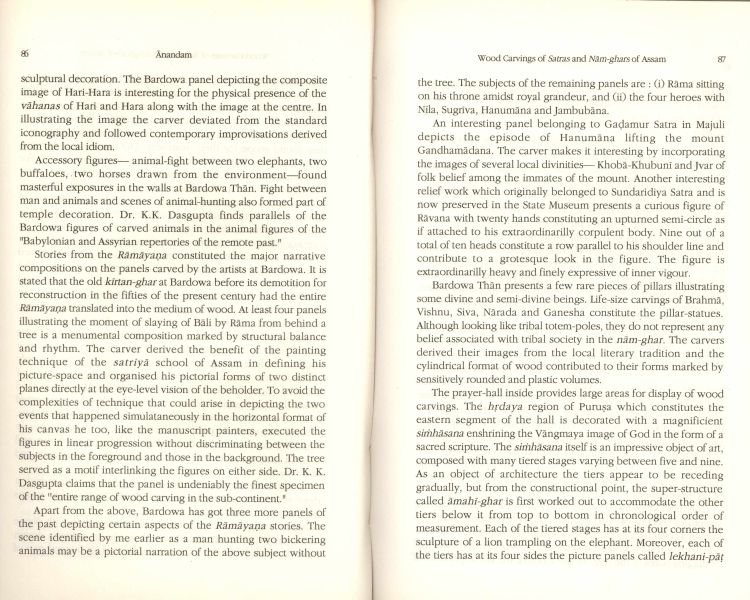 86
Ānandam
sculptural decoration. The Bardowa panel depicting the composite
image of Hari-Hara is interesting for the physical presence of the
vāhanas of Hari and Hara along with the image at the centre. In
illustrating the image the carver deviated from the standard
iconography and followed contemporary improvisations derived
from the local idiom.
Accessory figures— animal-fight between two elephants, two
buffaloes, two horses drawn from the environment—found
masterful exposures in the walls at Bardowa Thān. Fight between
man and animals and scenes of animal-hunting also formed part of
temple decoration. Dr. K.K. Dasgupta finds parallels of the
Bardowa figures of carved animals in the animal figures of the
"Babylonian and Assyrian repertories of the remote past."
Stories from the Rāmāyaṇa constituted the major narrative
compositions on the panels carved by the artists at Bardowa. It is
stated that the old kirtan-ghar at Bardowa before its demotition for
reconstruction in the fifties of the present century had the entire
Rāmāyaṇa translated into the medium of wood. At least four panels
illustrating the moment of slaying of Bāli by Rāma from behind a
tree is a menumental composition marked by structural balance
and rhythm. The carver derived the benefit of the painting
technique of the satriyā school of Assam in defining his
picture-space and organised his pictorial forms of two distinct
planes directly at the eye-level vision of the beholder. To avoid the
complexities of technique that could arise in depicting the two
events that happened simulataneously in the horizontal format of
his canvas he too, like the manuscript painters, executed the
figures in linear progression without discriminating between the
subjects in the foreground and those in the background. The tree
served as a motif interlinking the figures on either side. Dr. K. K.
Dasgupta claims that the panel is undeniably the finest specimen
of the "entire range of wood carving in the sub-continent."
Apart from the above, Bardowa has got three more panels of
the past depicting certain aspects of the Rāmāyaṇa stories. The
scene identified by me earlier as a man hunting two bickering
animals may be a pictorial narration of the above subject without
Wood Carvings of Satras and Nām-ghars of Assam
87
the tree. The subjects of the remaining panels are : (i) Rāma sitting
on his throne amidst royal grandeur, and (ii) the four heroes with
Nīla, Sugrīva, Hanumāna and Jambubāna.
An interesting panel belonging to Gaḍamur Satra in Majuli
depicts the episode of Hanumāna lifting the mount
Gandhamādana. The carver makes it interesting by incorporating
the images of several local divinities— Khobā-Khubuni and Jvar of
folk belief among the immates of the mount. Another interesting
relief work which originally belonged to Sundaridiya Satra and is
now preserved in the State Museum presents a curious figure of
Rāvana with twenty hands constituting an upturned semi-circle as
if attached to his extraordinarilly corpulent body. Nine out of a
total of ten heads constitute a row parallel to his shoulder line and
contribute to a grotesque look in the figure. The figure is
extraordinarilly heavy and finely expressive of inner vigour.
Bardowa Thān presents a few rare pieces of pillars illustrating
some divine and semi-divine beings. Life-size carvings of Brahmā,
Vishnu, Siva, Nārada and Ganesha constitute the pillar-statues.
Although looking like tribal totem-poles, they do not represent any
belief associated with tribal society in the nām-ghar. The carvers
derived their images from the local literary tradition and the
cylindrical format of wood contributed to their forms marked by
sensitively rounded and plastic volumes.
The prayer-hall inside provides large areas for display of wood
carvings. The hṛdaya region of Puruṣa which constitutes the
eastern segment of the hall is decorated with a magnificient
siṁhāsana enshrining the Vāngmaya image of God in the form of a
sacred scripture. The siṁhāsana itself is an impressive object of art,
composed with many tiered stages varying between five and nine.
As an object of architecture the tiers appear to be receding
gradually, but from the constructional point, the super-structure
called āmahi-ghar is first worked out to accommodate the other
tiers below it from top to bottom in chronological order of
measurement. Each of the tiered stages has at its four corners the
sculpture of a lion trampling on the elephant. Moreover, each of
the tiers has at its four sides the picture panels called lekhani-pāṭ